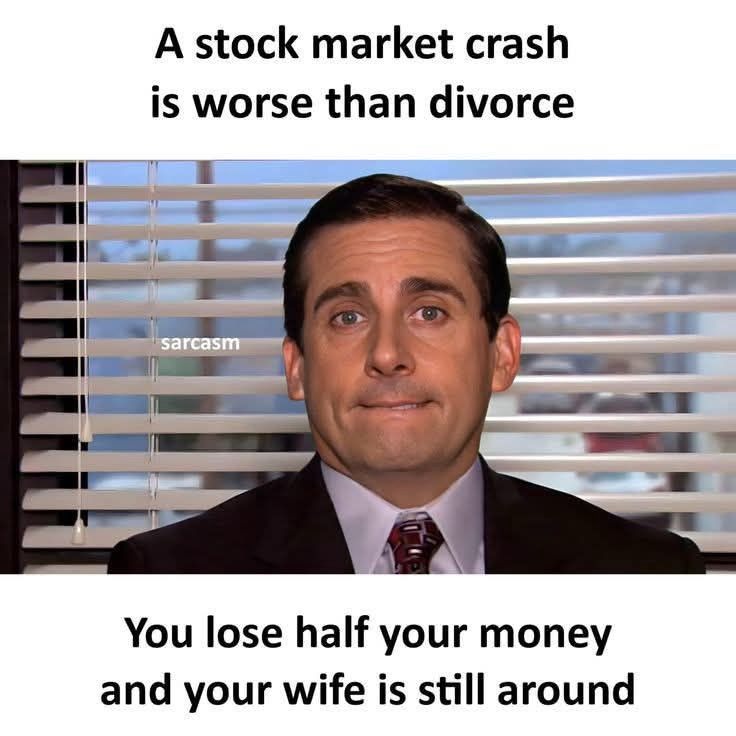 A stock market crash
is worse than divorce
sarcasm
You lose half your money
and your wife is still around